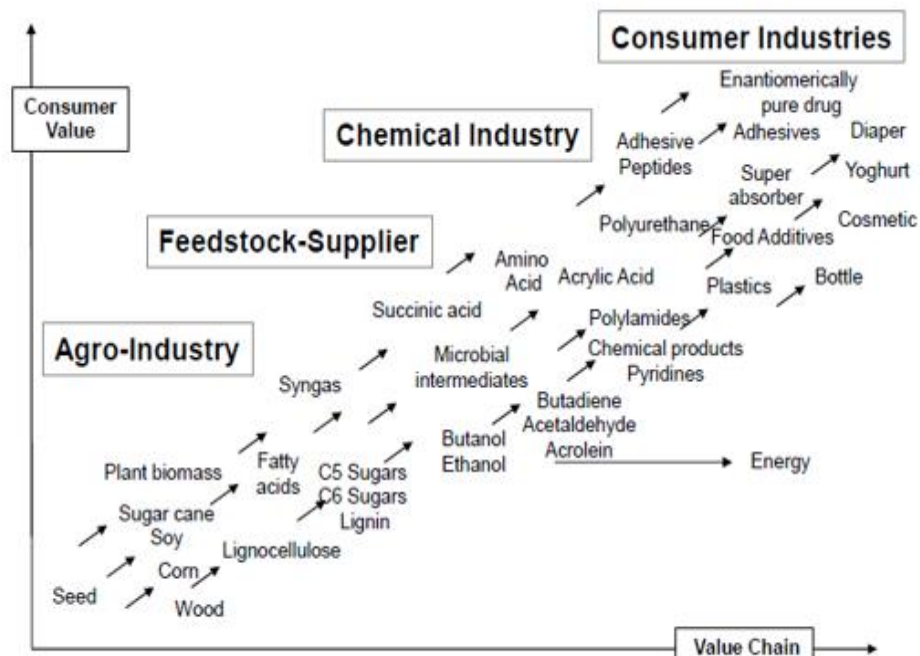 Consumer Industries
Consumer
Value
Enantiomerically
pure drug
Chemical Industry
Adhesive
Peptides
Adhesives
Diaper
Super
absorber
Yoghurt
Feedstock-Supplier
Polyurethane
Food Additives
Cosmetic
Amino
Acid
Acrylic Acid
Plastics
Bottle
Succinic acid
Polylamides
Agro-Industry
Microbial
intermediates
Chemical products
Pyridines
Syngas
Butadiene
Acetaldehyde
Acrolein
Butanol
Ethanol
Energy
Plant biomass
Fatty
acids
C5 Sugars
C6 Sugars
Lignin
Sugar cane
Soy
Lignocellulose
Corn
Seed
Wood
Value Chain